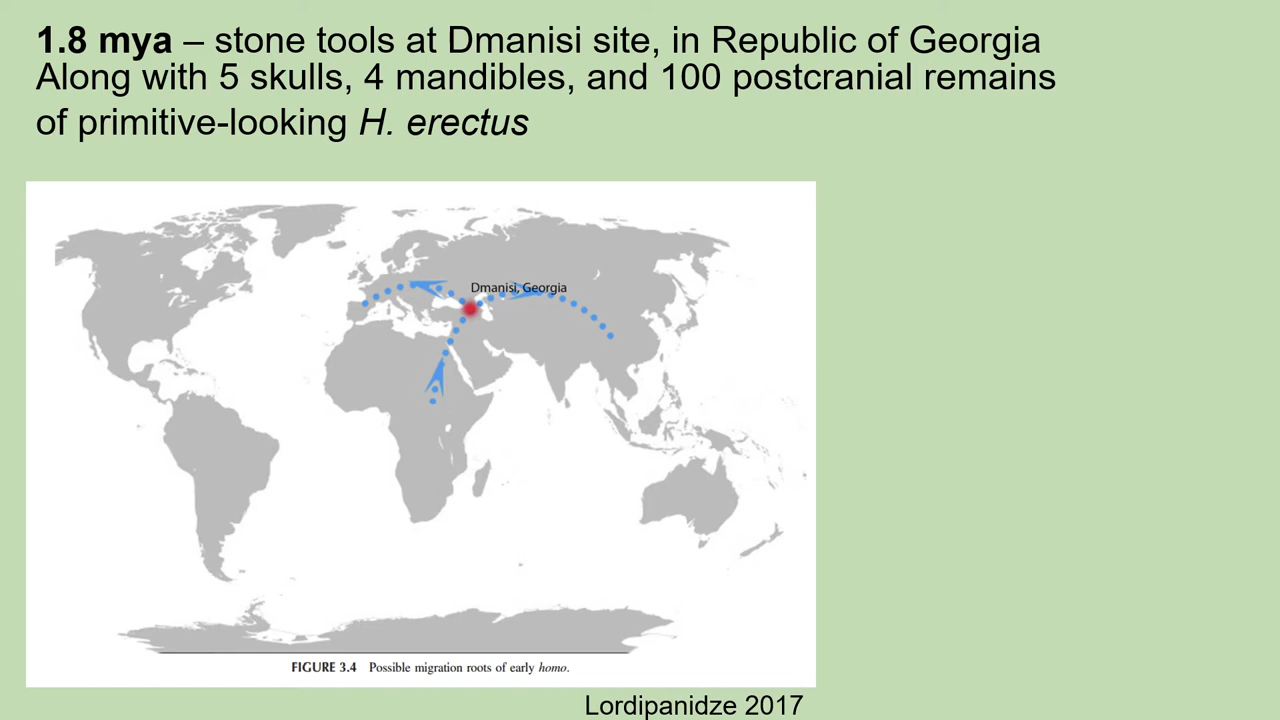 1.8 mya – stone tools at Dmanisi site, in Republic of Georgia
Along with 5 skulls, 4 mandibles, and 100 postcranial remains
of primitive-looking H. erectus
Dmanisi, Georgia
FIGURE 3.4 Possible migration roots of early homo.
Lordipanidze 2017